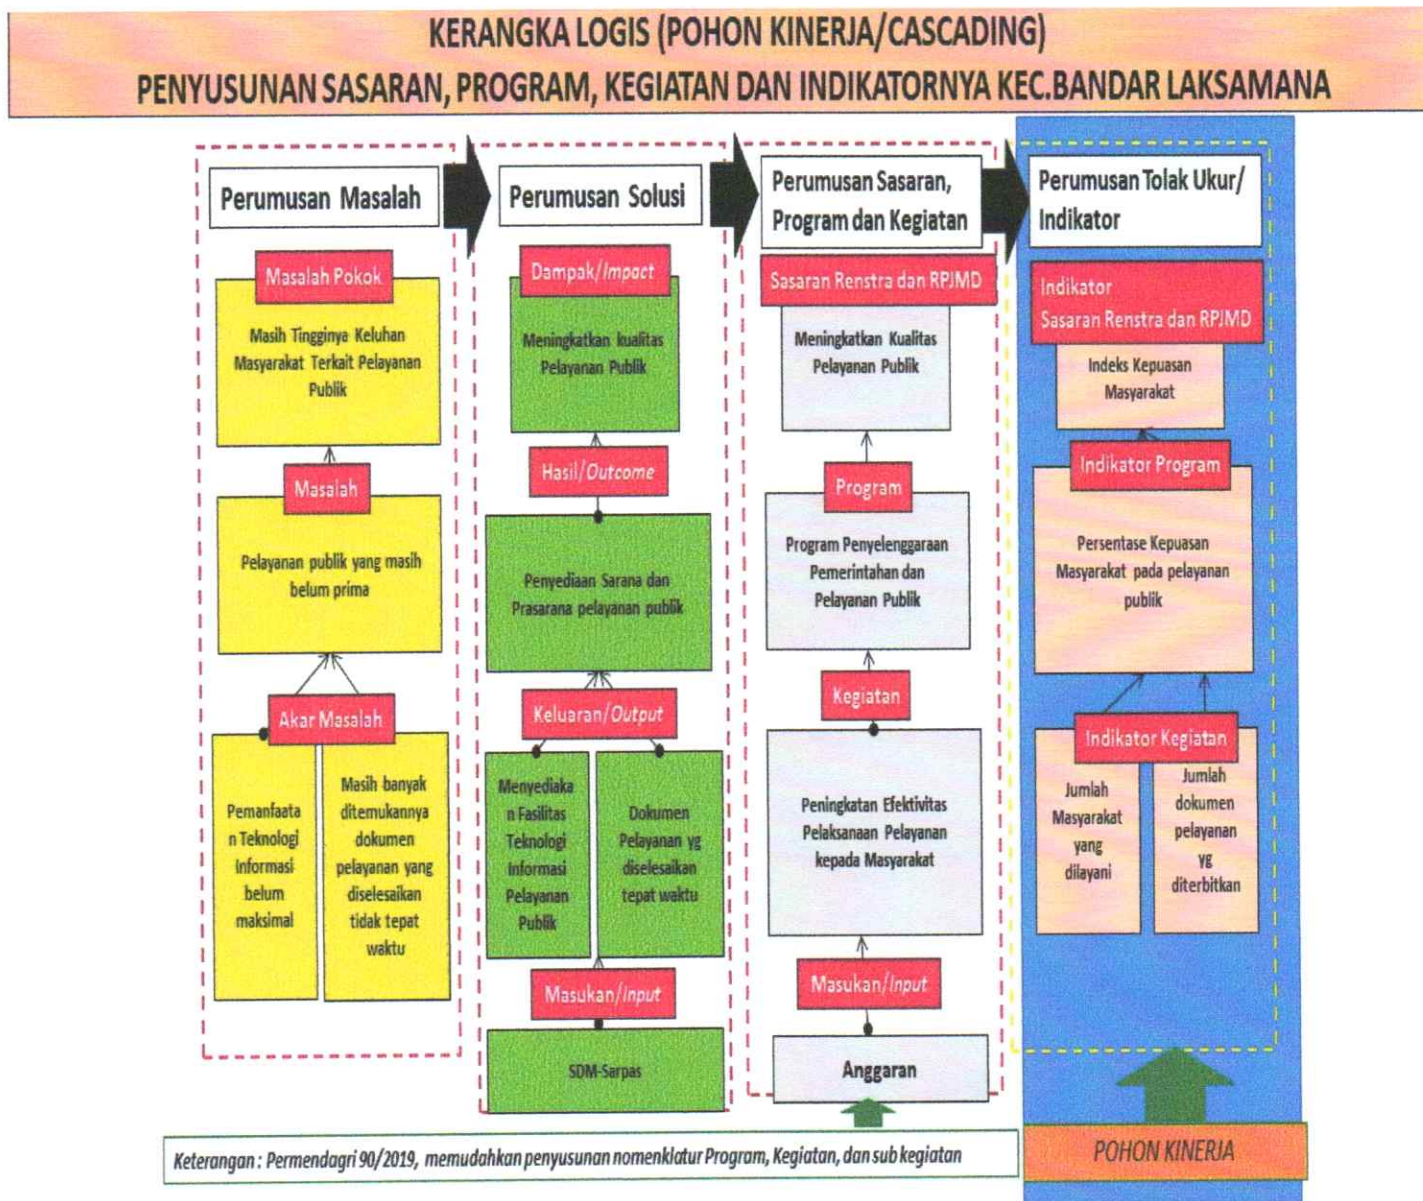 KERANGKA LOGIS (POHON KINERJA/CASCADING)
PENYUSUNAN SASARAN, PROGRAM, KEGIATAN DAN INDIKATORNYA KEC.BANDAR LAKSAMANA
Perumusan Masalah
Masalah Pokok
Masih Tingginya Keluhan
Masyarakat Terkait Pelayanan
Publik
Masalah
Pelayanan publik yang masih
belum prima
Akar Masalah
Pemanfaata
n Teknologi
Informasi
belum
maksimal
Masih banyak
ditemukannya
dokumen
pelayanan yang
diselesaikan
tidak tepat
waktu
Perumusan Solusi
Dampak/Impact
Meningkatkan kualitas
Pelayanan Publik
Hasil/Outcome
Penyediaan Sarana dan
Prasarana pelayanan publik
Keluaran/Output
Menyediaka
n Fasilitas
Teknologi
Informasi
Pelayanan
Publik
Dokumen
Pelayanan yg
diselesaikan
tepat waktu
Masukan/Input
SDM-Sarpas
Perumusan Sasaran,
Program dan Kegiatan
Sasaran Renstra dan RPJMD
Meningkatkan Kualitas
Pelayanan Publik
Program
Program Penyelenggaraan
Pemerintahan dan
Pelayanan Publik
Kegiatan
Peningkatan Efektivitas
Pelaksanaan Pelayanan
kepada Masyarakat
Masukan/Input
Anggaran
Perumusan Tolak Ukur/
Indikator
Indikator
Sasaran Renstra dan RPJMD
Indeks Kepuasan
Masyarakat
Indikator Program
Persentase Kepuasan
Masyarakat pada pelayanan
publik
Indikator Kegiatan
Jumlah
Masyarakat
yang
dilayani
Jumlah
dokumen
pelayanan
yg
diterbitkan
Keterangan : Permendagri 90/2019, memudahkan penyusunan nomenklatur Program, Kegiatan, dan sub kegiatan
POHON KINERJA